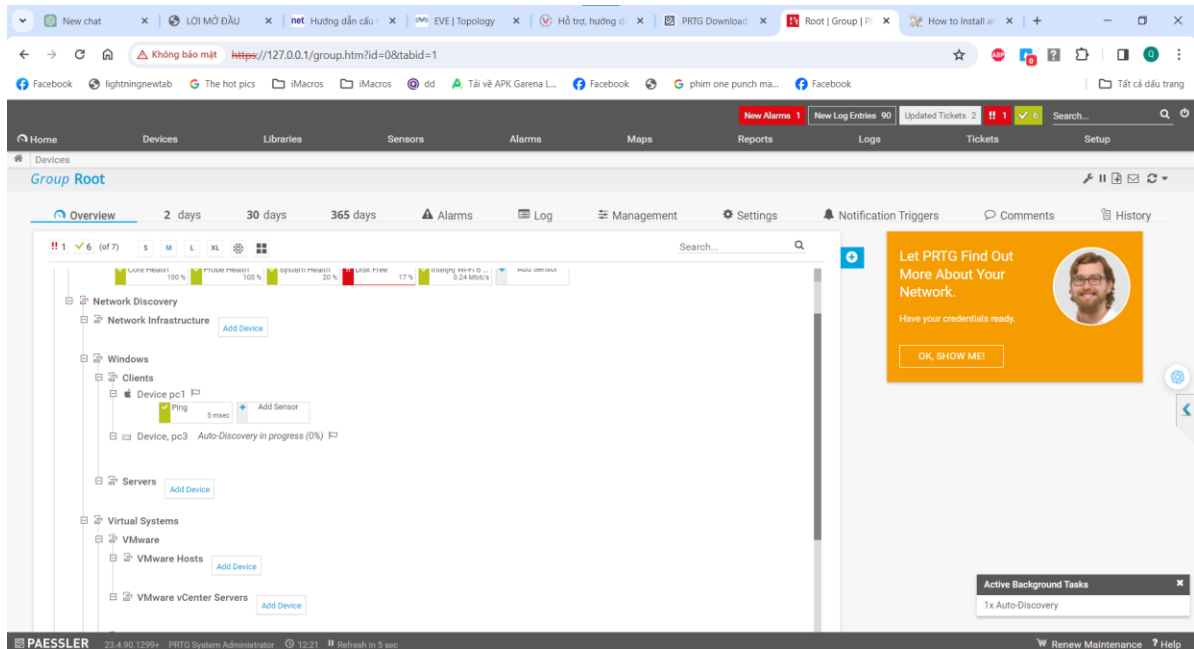 New chat
LỜI MỞ ĐẦU
net Hướng dẫn cấu
EVE | Topology
Hỗ trợ, hướng d
PRTG Download
Root | Group | P
How to Install an
Không bảo mật https://127.0.0.1/group.htm?id=0&tabid=1
Facebook lightningnewtab The hot pics iMacros iMacros dd Tải về APK Garena L... Facebook phim one punch ma... Facebook Tất cả dấu trang
New Alarms 1 New Log Entries 90 Updated Tickets 2 !! 1 6 Search...
Home Devices Libraries Sensors Alarms Maps Reports Logs Tickets Setup
Devices
Group Root
Overview 2 days 30 days 365 days Alarms Log Management Settings Notification Triggers Comments History
!! 1 6 (of 7) S M L XL Search...
Core Health 100 % Probe Health 100 % System Health 20 % Disk Free 17 % Intel(R) Wi-Fi 6 ... 0.24 Mbit/s Add Sensor
Network Discovery
Network Infrastructure Add Device
Windows
Clients
Device pc1
Ping 5 msec Add Sensor
Device, pc3 Auto-Discovery in progress (0%)
Servers Add Device
Virtual Systems
VMware
VMware Hosts Add Device
VMware vCenter Servers Add Device
Let PRTG Find Out
More About Your
Network.
Have your credentials ready.
OK, SHOW ME!
Active Background Tasks
1x Auto-Discovery
PAESSLER 23.4.90.1299+ PRTG System Administrator 12:21 Refresh in 5 sec Renew Maintenance ? Help